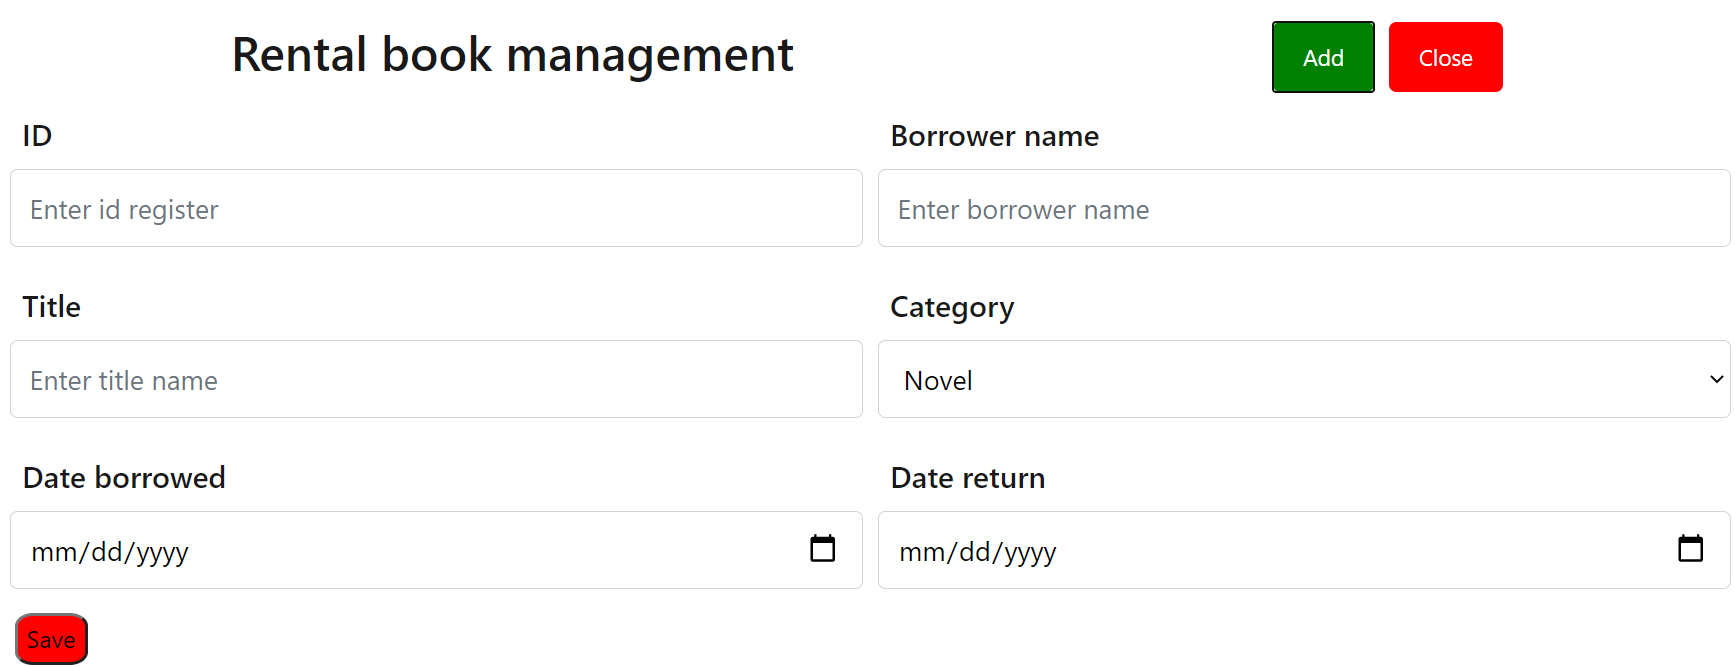 Rental book management
Add
Close
ID
Borrower name
Enter id register
Enter borrower name
Title
Category
Enter title name
Novel
Date borrowed
Date return
mm/dd/yyyy
mm/dd/yyyy
Save